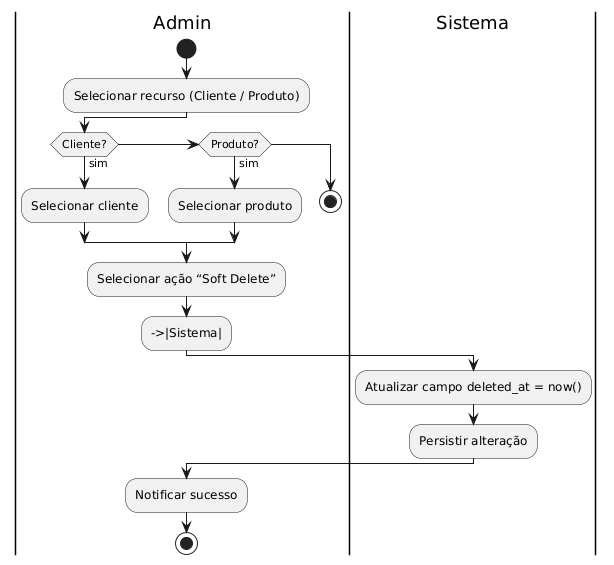 Admin
Sistema
Selecionar recurso (Cliente / Produto)
Cliente?
Produto?
sim
sim
Selecionar cliente
Selecionar produto
Selecionar ação “Soft Delete”
->|Sistema|
Atualizar campo deleted_at = now()
Persistir alteração
Notificar sucesso